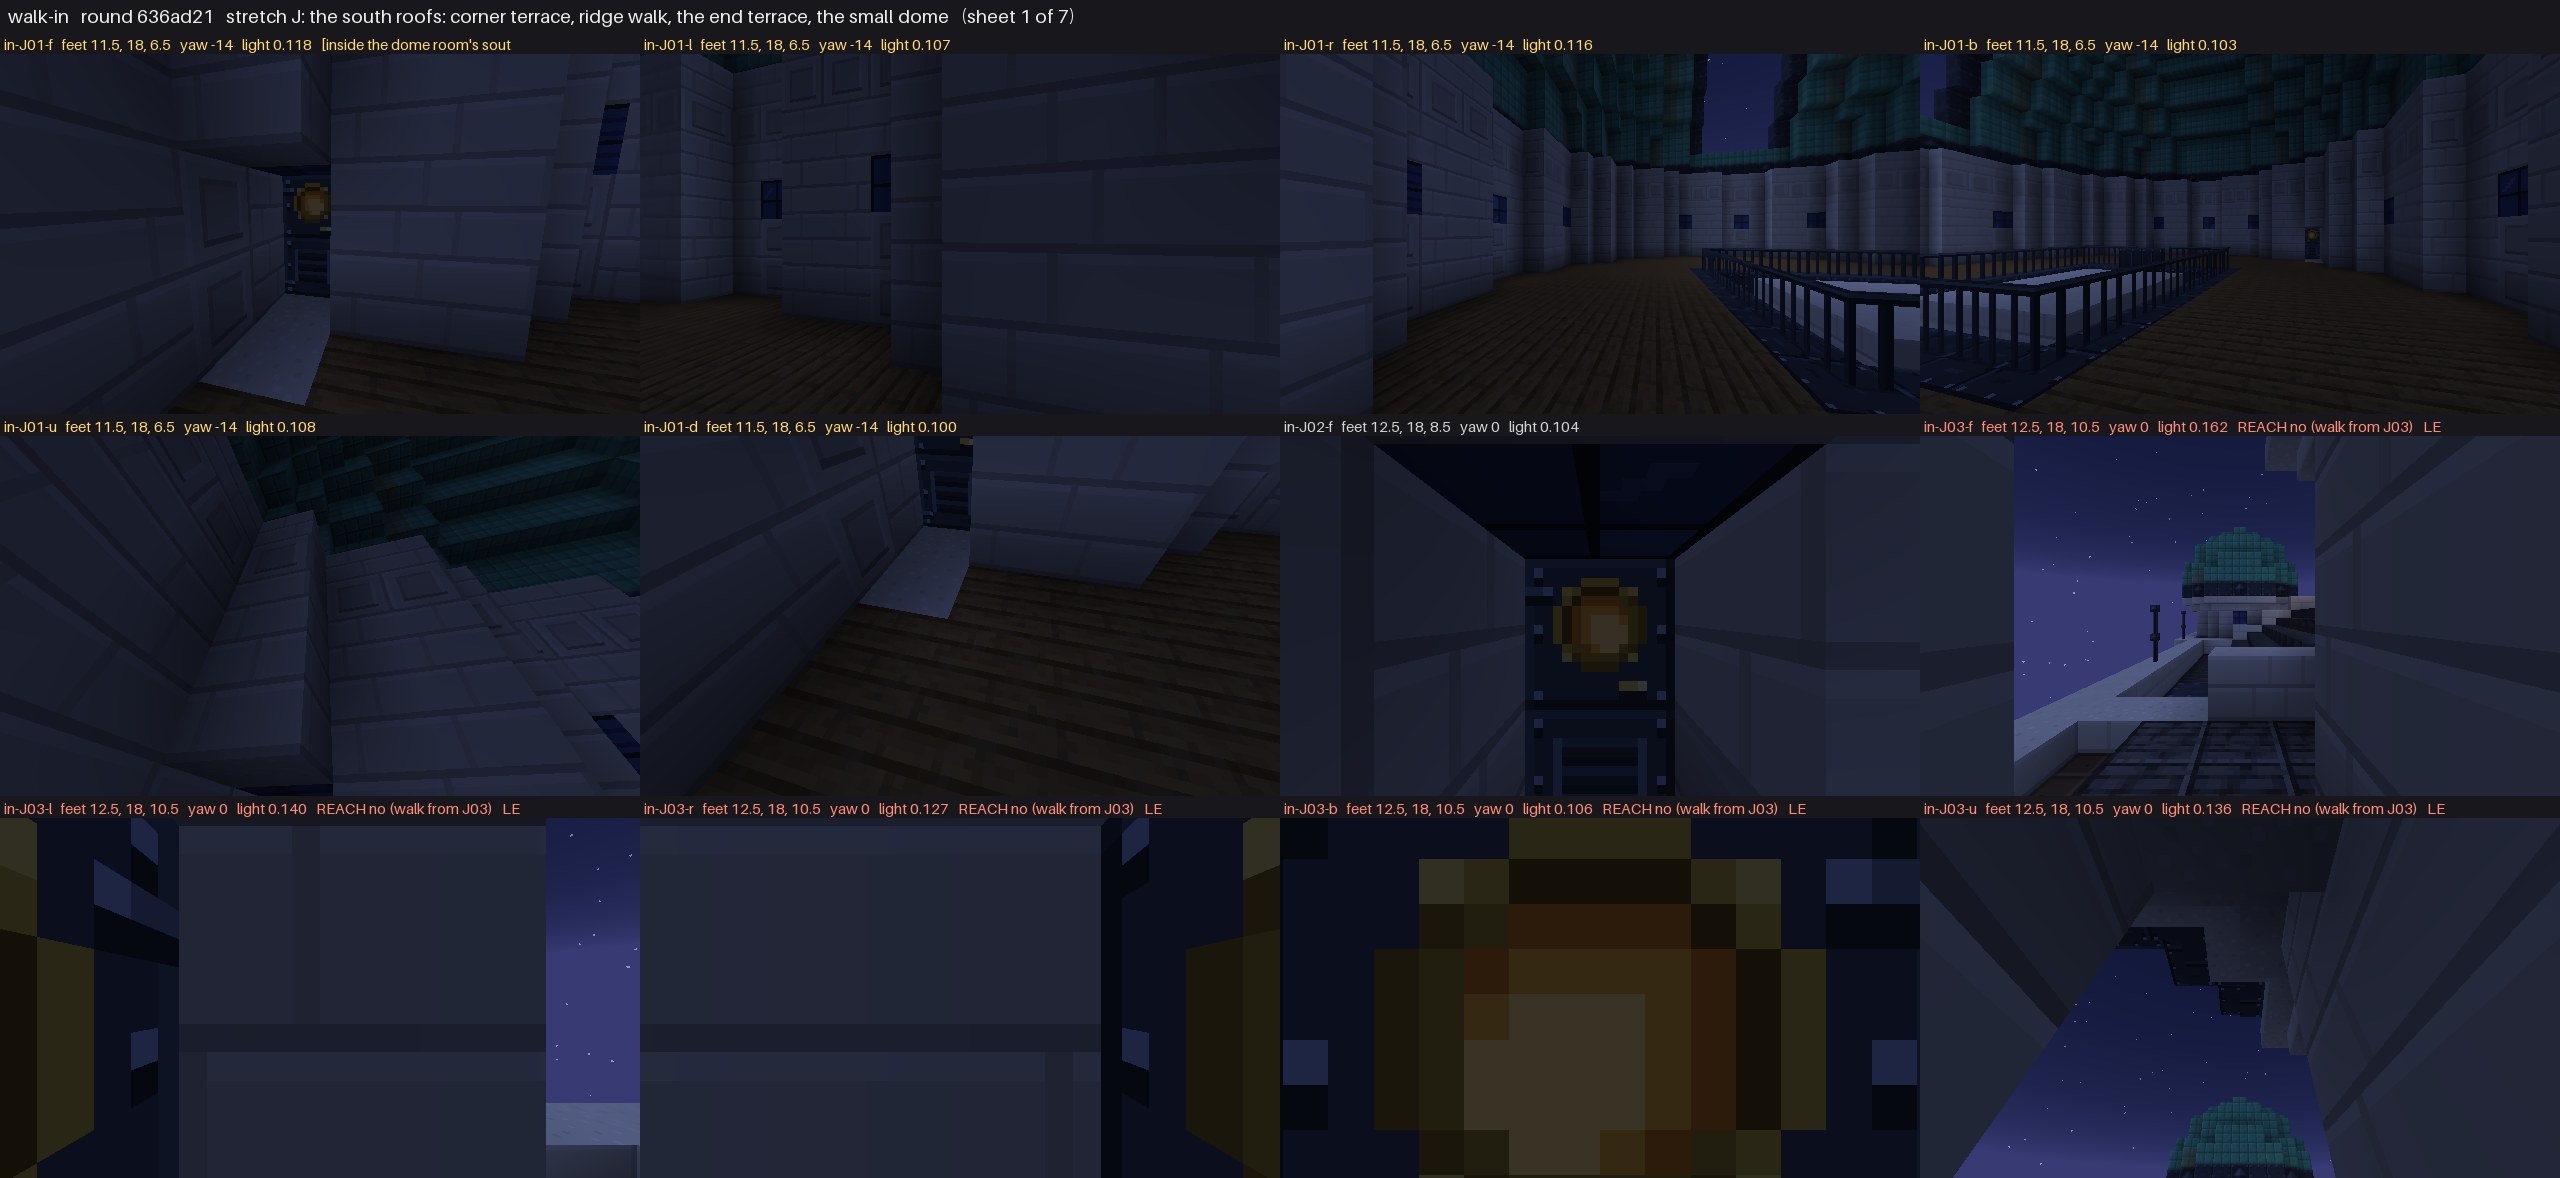 walk-in round 636ad21 stretch J: the south roofs: corner terrace, ridge walk, the end terrace, the small dome (sheet 1 of 7)
in-J01-f feet 11.5, 18, 6.5 yaw -14 light 0.118 [inside the dome room's sout
in-J01-l feet 11.5, 18, 6.5 yaw -14 light 0.107
in-J01-r feet 11.5, 18, 6.5 yaw -14 light 0.116
in-J01-b feet 11.5, 18, 6.5 yaw -14 light 0.103
in-J01-u feet 11.5, 18, 6.5 yaw -14 light 0.108
in-J01-d feet 11.5, 18, 6.5 yaw -14 light 0.100
in-J02-f feet 12.5, 18, 8.5 yaw 0 light 0.104
in-J03-f feet 12.5, 18, 10.5 yaw 0 light 0.162 REACH no (walk from J03) LE
in-J03-l feet 12.5, 18, 10.5 yaw 0 light 0.140 REACH no (walk from J03) LE
in-J03-r feet 12.5, 18, 10.5 yaw 0 light 0.127 REACH no (walk from J03) LE
in-J03-b feet 12.5, 18, 10.5 yaw 0 light 0.106 REACH no (walk from J03) LE
in-J03-u feet 12.5, 18, 10.5 yaw 0 light 0.136 REACH no (walk from J03) LE